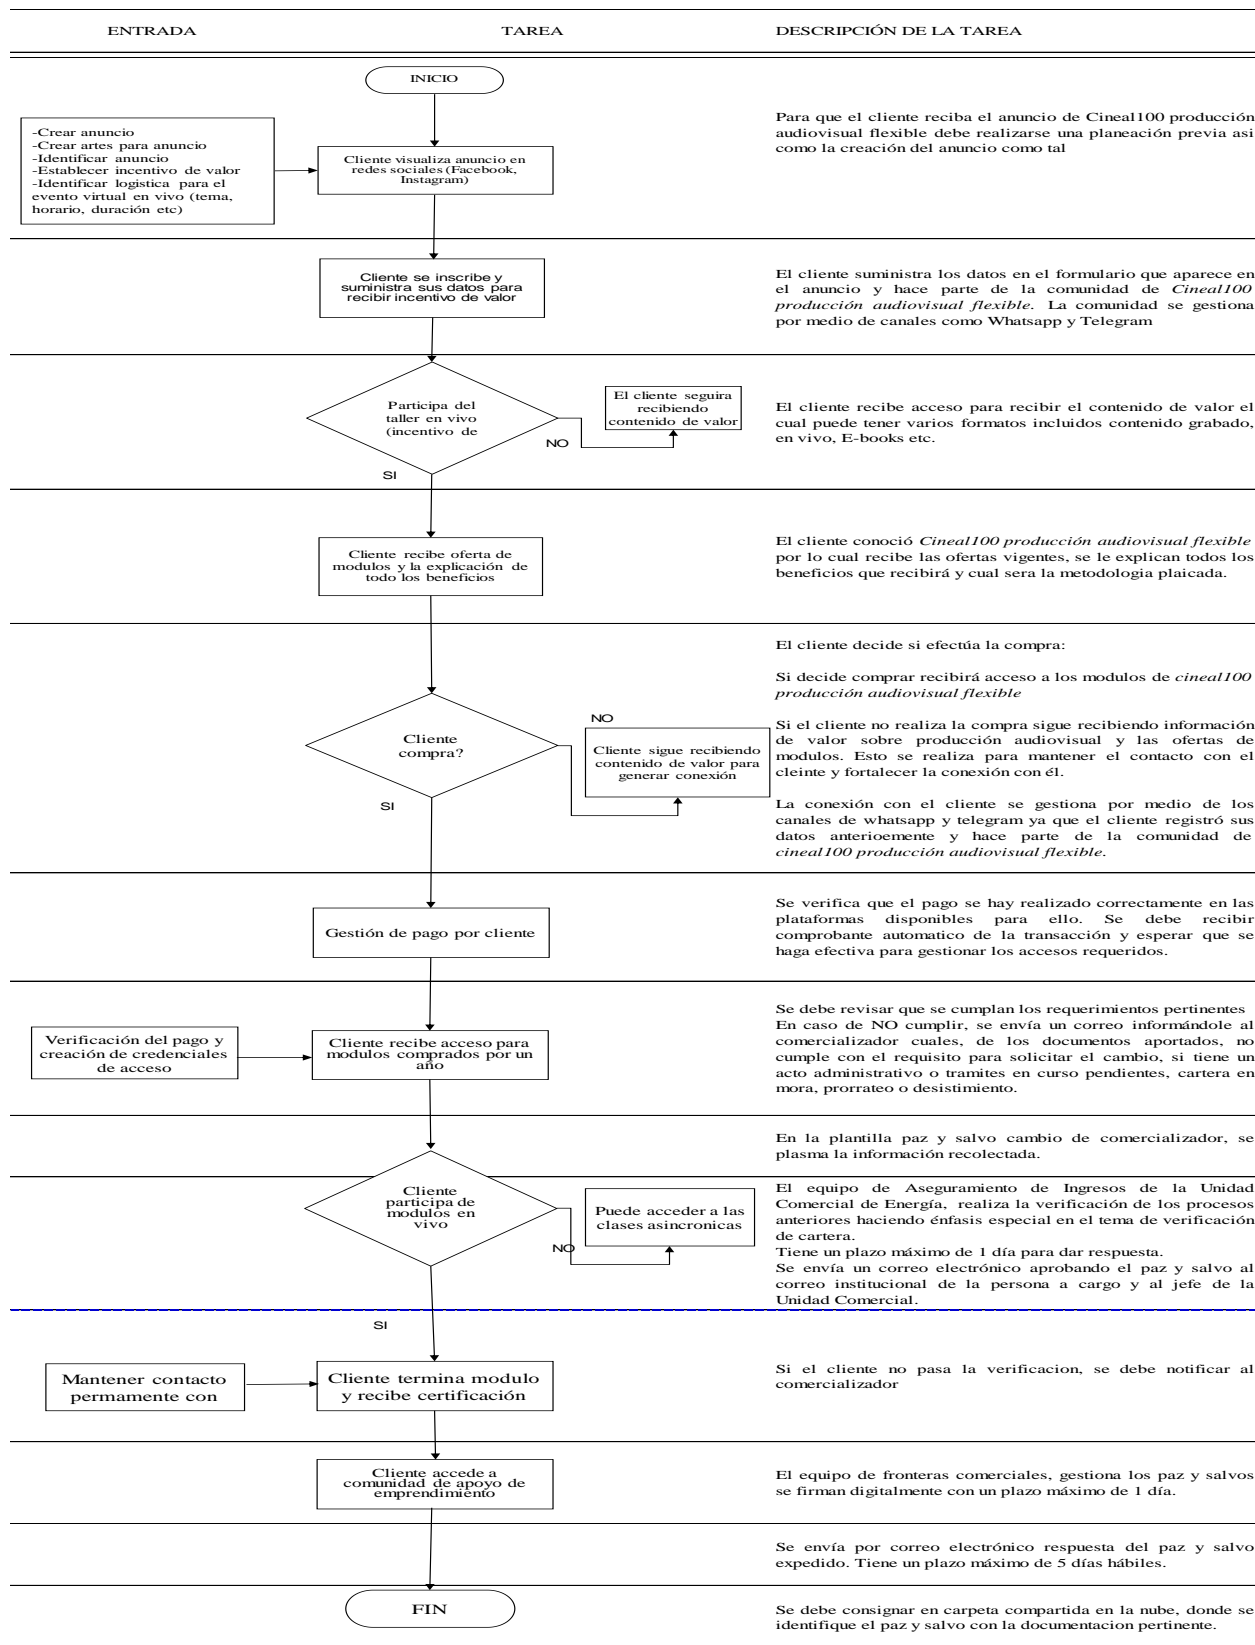 ENTRADA
TAREA
DESCRIPCIÓN DE LA TAREA
INICIO
-Crear anuncio
-Crear artes para anuncio
-Identificar anuncio
-Establecer incentivo de valor
-Identificar logistica para el
evento virtual en vivo (tema,
horario, duración etc)
Cliente visualiza anuncio en
redes sociales (Facebook,
Instagram)
Para que el cliente reciba el anuncio de Cineal100 producción
audiovisual flexible debe realizarse una planeación previa asi
como la creación del anuncio como tal
Cliente se inscribe y
suministra sus datos para
recibir incentivo de valor
El cliente suministra los datos en el formulario que aparece en
el anuncio y hace parte de la comunidad de Cineal100
producción audiovisual flexible. La comunidad se gestiona
por medio de canales como Whatsapp y Telegram
Participa del
taller en vivo
(incentivo de
NO
SI
El cliente seguira
recibiendo
contenido de valor
El cliente recibe acceso para recibir el contenido de valor el
cual puede tener varios formatos incluidos contenido grabado,
en vivo, E-books etc.
Cliente recibe oferta de
modulos y la explicación de
todo los beneficios
El cliente conoció Cineal100 producción audiovisual flexible
por lo cual recibe las ofertas vigentes, se le explican todos los
beneficios que recibirá y cual sera la metodologia plaicada.
Cliente
compra?
NO
SI
Cliente sigue recibiendo
contenido de valor para
generar conexión
El cliente decide si efectúa la compra:
Si decide comprar recibirá acceso a los modulos de cineal100
producción audiovisual flexible
Si el cliente no realiza la compra sigue recibiendo información
de valor sobre producción audiovisual y las ofertas de
modulos. Esto se realiza para mantener el contacto con el
cleinte y fortalecer la conexión con él.
La conexión con el cliente se gestiona por medio de los
canales de whatsapp y telegram ya que el cliente registró sus
datos anterioemente y hace parte de la comunidad de
cineal100 producción audiovisual flexible.
Gestión de pago por cliente
Se verifica que el pago se hay realizado correctamente en las
plataformas disponibles para ello. Se debe recibir
comprobante automatico de la transacción y esperar que se
haga efectiva para gestionar los accesos requeridos.
Verificación del pago y
creación de credenciales
de acceso
Cliente recibe acceso para
modulos comprados por un
año
Se debe revisar que se cumplan los requerimientos pertinentes
En caso de NO cumplir, se envía un correo informándole al
comercializador cuales, de los documentos aportados, no
cumple con el requisito para solicitar el cambio, si tiene un
acto administrativo o tramites en curso pendientes, cartera en
mora, prorrateo o desistimiento.
En la plantilla paz y salvo cambio de comercializador, se
plasma la información recolectada.
Cliente
participa de
modulos en
vivo
NO
SI
Puede acceder a las
clases asincronicas
El equipo de Aseguramiento de Ingresos de la Unidad
Comercial de Energía, realiza la verificación de los procesos
anteriores haciendo énfasis especial en el tema de verificación
de cartera.
Tiene un plazo máximo de 1 día para dar respuesta.
Se envía un correo electrónico aprobando el paz y salvo al
correo institucional de la persona a cargo y al jefe de la
Unidad Comercial.
Mantener contacto
permamente con
Cliente termina modulo
y recibe certificación
Si el cliente no pasa la verificacion, se debe notificar al
comercializador
Cliente accede a
comunidad de apoyo de
emprendimiento
El equipo de fronteras comerciales, gestiona los paz y salvos
se firman digitalmente con un plazo máximo de 1 día.
Se envía por correo electrónico respuesta del paz y salvo
expedido. Tiene un plazo máximo de 5 días hábiles.
FIN
Se debe consignar en carpeta compartida en la nube, donde se
identifique el paz y salvo con la documentacion pertinente.